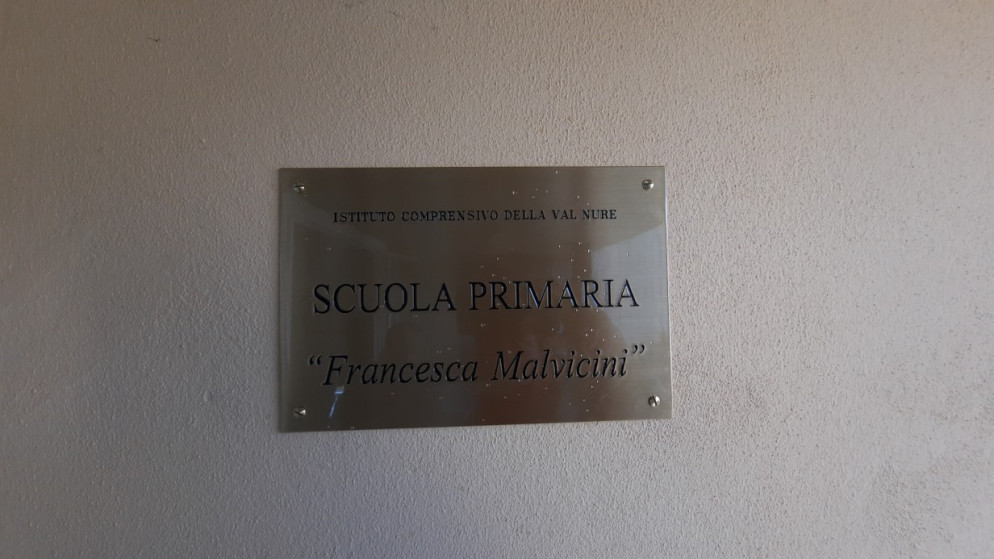 ISTITUTO COMPRENSIVO DELLA VAL NURE
SCUOLA PRIMARIA
“Francesca Malvicini”